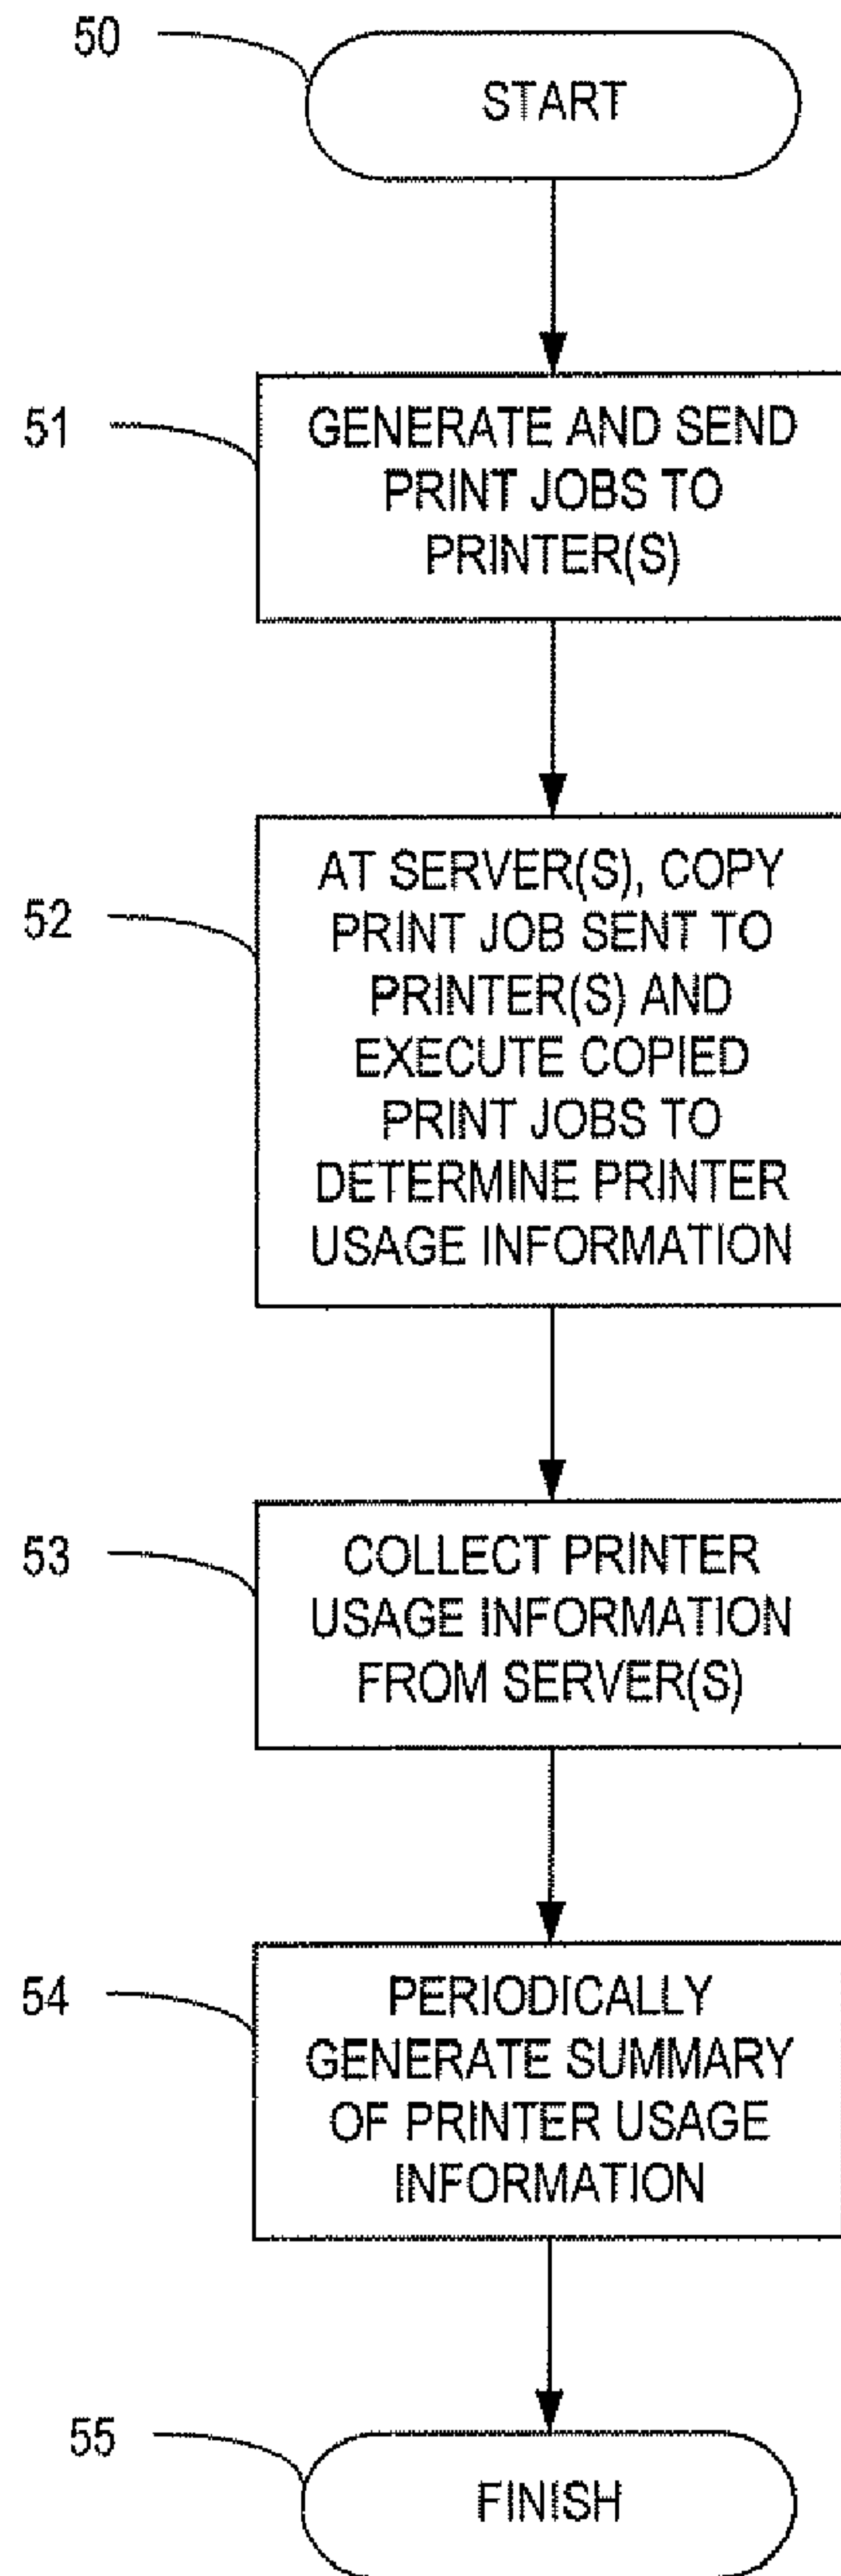 50
START
51
GENERATE AND SEND
PRINT JOBS TO
PRINTER(S)
52
AT SERVER(S), COPY
PRINT JOB SENT TO
PRINTER(S) AND
EXECUTE COPIED
PRINT JOBS TO
DETERMINE PRINTER
USAGE INFORMATION
53
COLLECT PRINTER
USAGE INFORMATION
FROM SERVER(S)
54
PERIODICALLY
GENERATE SUMMARY
OF PRINTER USAGE
INFORMATION
55
FINISH